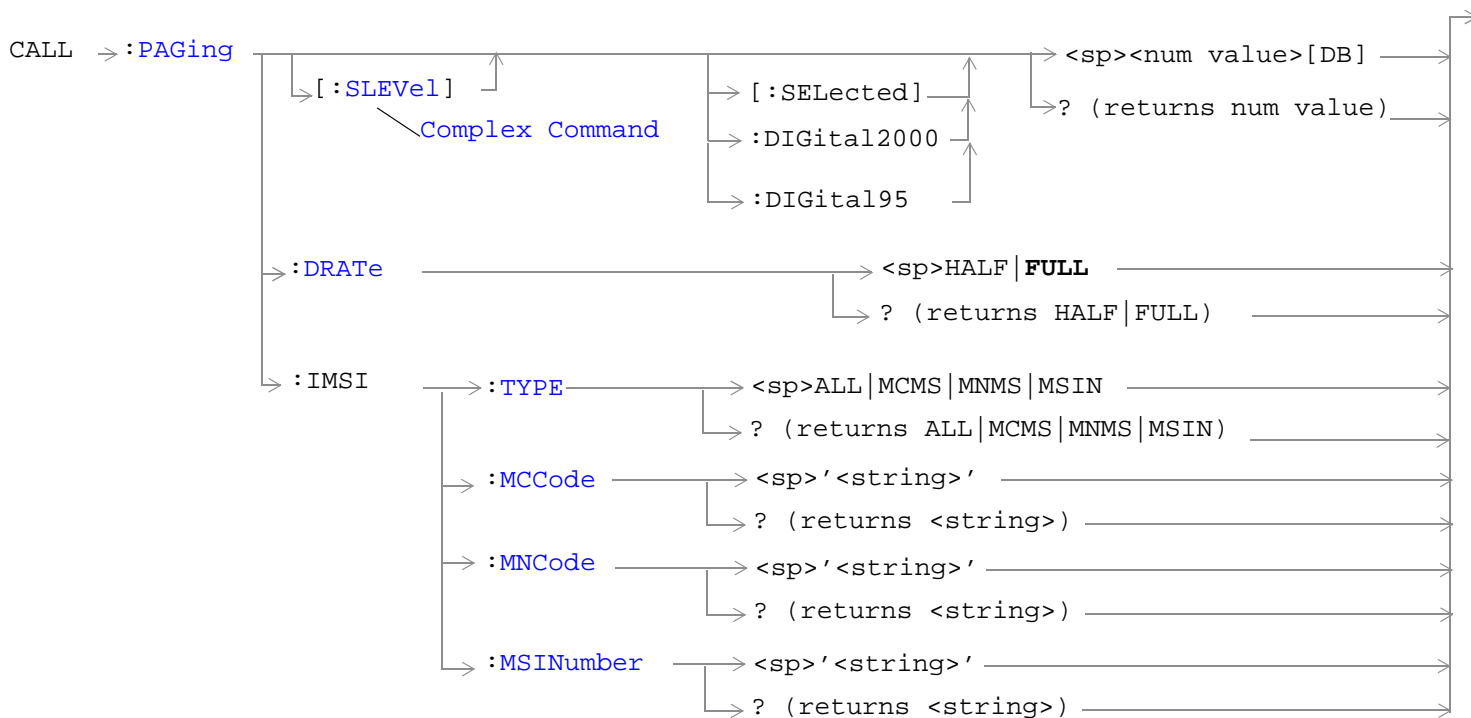 CALL :PAGing <sp><num value>[DB]
[:SLEVel] [:SELected] ? (returns num value)
Complex Command :DIGital2000
:DIGital95
:DRATe <sp>HALF|FULL
? (returns HALF|FULL)
:IMSI :TYPE <sp>ALL|MCMS|MNMS|MSIN
? (returns ALL|MCMS|MNMS|MSIN)
:MCCode <sp>’<string>’
? (returns <string>)
:MNCode <sp>’<string>’
? (returns <string>)
:MSINumber <sp>’<string>’
? (returns <string>)